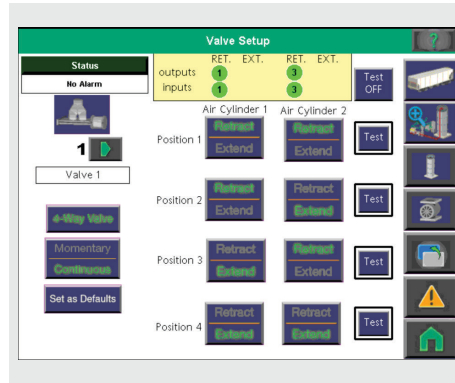 Valve Setup
?
Status
No Alarm
RET. EXT. RET. EXT.
outputs 1 3
inputs 1 3
Test OFF
Air Cylinder 1 Air Cylinder 2
1
Valve 1
Position 1
Retract
Extend
Retract
Extend
Test
Position 2
Retract
Extend
Retract
Extend
Test
4-Way Valve
Momentary
Continuous
Position 3
Retract
Extend
Retract
Extend
Test
Set as Defaults
Position 4
Retract
Extend
Retract
Extend
Test